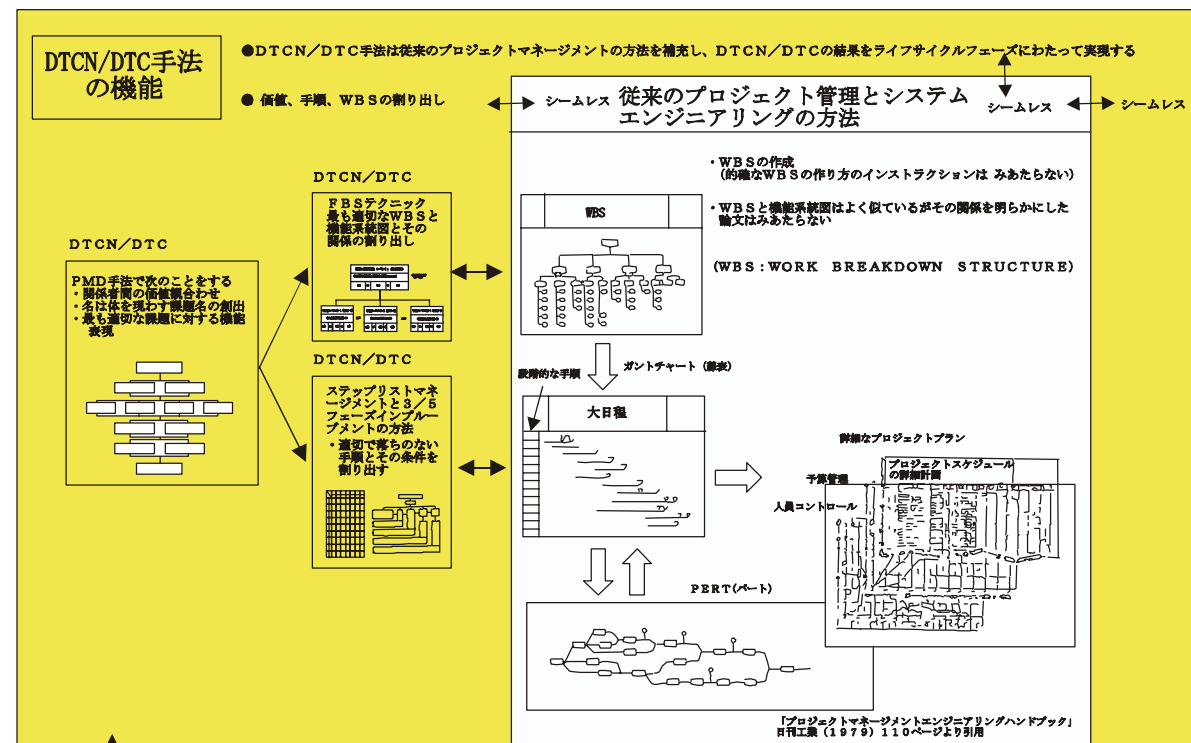 DTCN/DTC手法
の機能
●DTCN／DTC手法は従来のプロジェクトマネージメントの方法を補充し、DTCN／DTCの結果をライフサイクルフェーズにわたって実現する
● 価値、手順、WBSの割り出し
シームレス
従来のプロジェクト管理とシステム
エンジニアリングの方法
シームレス
シームレス
・WBSの作成
（的確なWBSの作り方のインストラクションは みあたらない）
・WBSと機能系統図はよく似ているがその関係を明らかにした
論文はみあたらない
（WBS：WORK BREAKDOWN STRUCTURE）
DTCN／DTC
PMD手法で次のことをする
・関係者間の価値観合わせ
・名は体を現わす課題名の創出
・最も適切な課題に対する機能
表現
DTCN／DTC
FBSテクニック
最も適切なWBSと
機能系統図とその
関係の割り出し
DTCN／DTC
ステップリストマネ
ージメントと3／5
フェーズインプルー
ブメントの方法
・適切で落ちのない
手順とその条件を
割り出す
WBS
段階的な手順
ガントチャート（線表）
大日程
PERT(パート)
詳細なプロジェクトプラン
プロジェクトスケジュール
の詳細計画
予算管理
人員コントロール
「プロジェクトマネージメントエンジニアリングハンドブック」
日刊工業（1979）110ページより引用